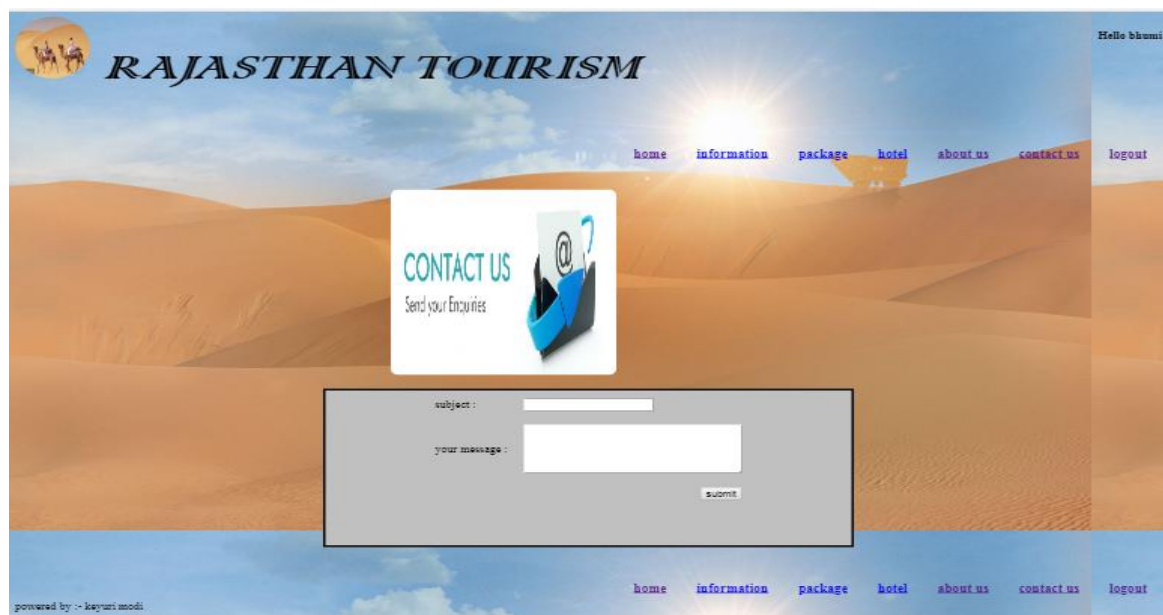 Hello bhumi
RAJASTHAN TOURISM
home information package hotel about us contact us logout
CONTACT US
@
Send your Enquiries
subject :
your message :
submit
home information package hotel about us contact us logout
powered by :- keyuri modi